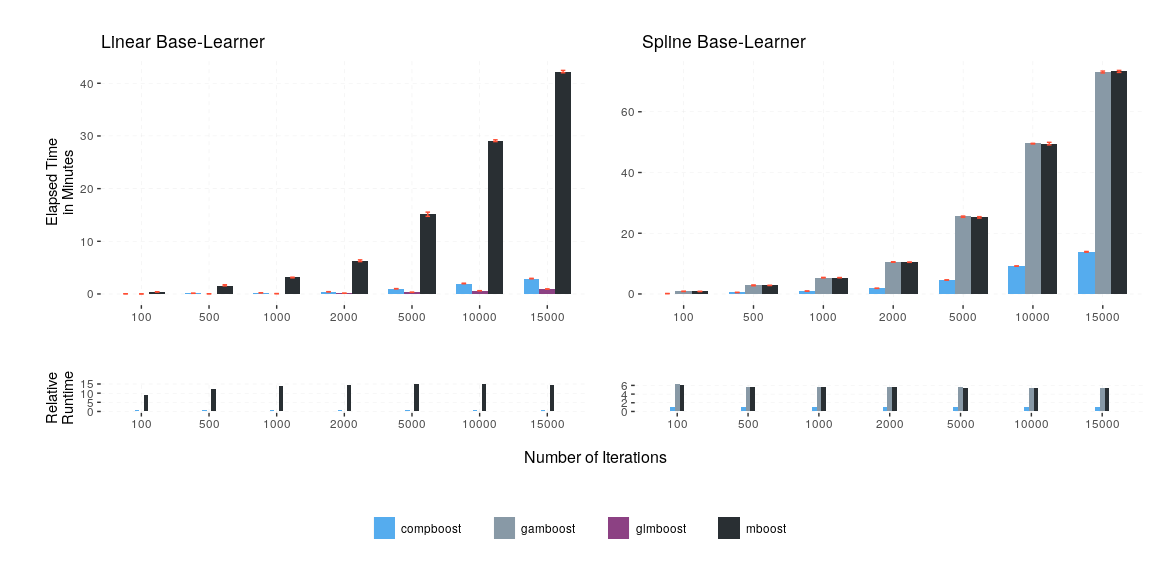 Linear Base-Learner
Spline Base-Learner
Elapsed Time
in Minutes
40
30
20
10
0
100 500 1000 2000 5000 10000 15000
60
40
20
0
100 500 1000 2000 5000 10000 15000
Relative
Runtime
15
10
5
0
100 500 1000 2000 5000 10000 15000
6
4
2
0
100 500 1000 2000 5000 10000 15000
Number of Iterations
compboost gamboost glmboost mboost